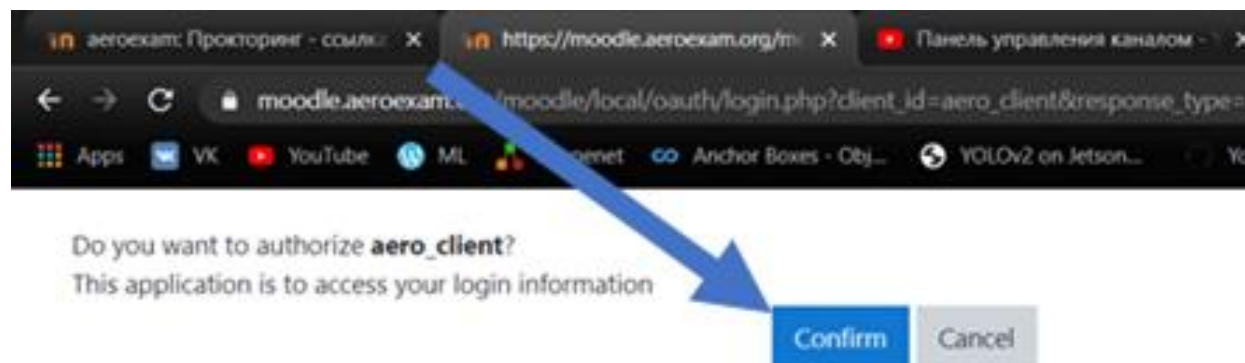 aeroexam: Прокторинг - ссылк
https://moodle.aeroexam.org/m
Панель управления каналом -
moodle.aeroexam /moodle/local/oauth/login.php?client_id=aero_client&response_type=
Apps VK YouTube ML Anchor Boxes - Obj... YOLOv2 on Jetson...
Do you want to authorize aero_client?
This application is to access your login information
Confirm Cancel